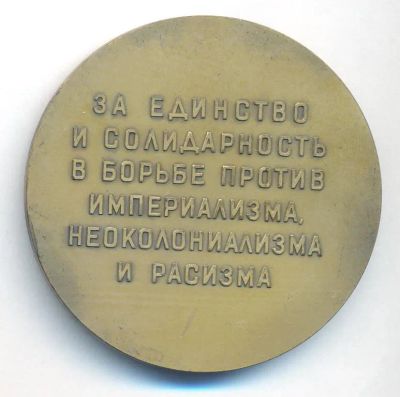 ЗА ЕДИНСТВО
И СОЛИДАРНОСТЬ
В БОРЬБЕ ПРОТИВ
ИМПЕРИАЛИЗМА,
НЕОКОЛОНИАЛИЗМА
И РАСИЗМА